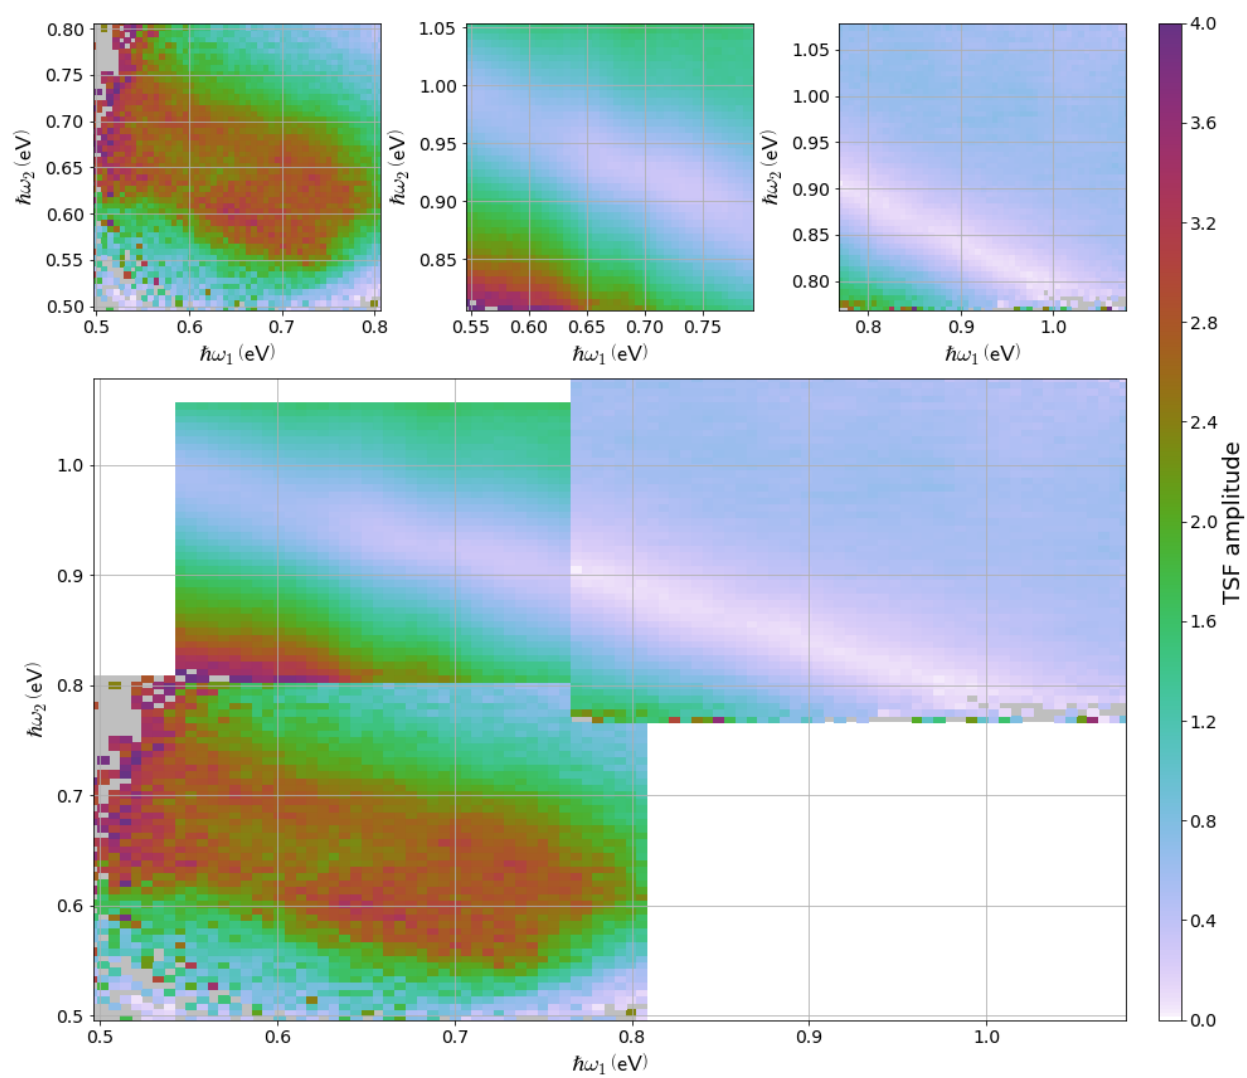 0.80
0.75
0.70
0.65
0.60
0.55
0.50
ħω2 (eV)
0.5 0.6 0.7 0.8
ħω1 (eV)
1.05
1.00
0.95
0.90
0.85
ħω2 (eV)
0.55 0.60 0.65 0.70 0.75
ħω1 (eV)
1.05
1.00
0.95
0.90
0.85
0.80
ħω2 (eV)
0.8 0.9 1.0
ħω1 (eV)
1.0
0.9
0.8
0.7
0.6
0.5
ħω2 (eV)
0.5 0.6 0.7 0.8 0.9 1.0
ħω1 (eV)
4.0
3.6
3.2
2.8
2.4
2.0
1.6
1.2
0.8
0.4
0.0
TSF amplitude